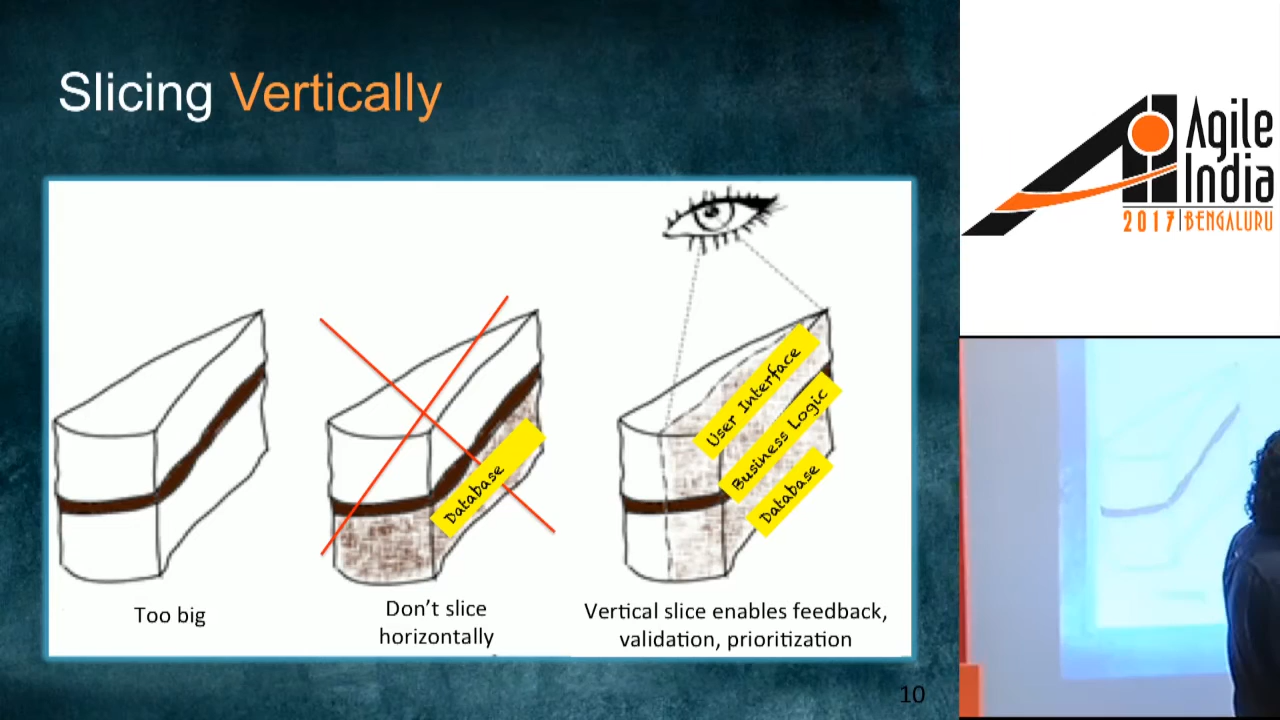 Slicing Vertically
Database
User Interface
Business Logic
Database
Too big
Don't slice
horizontally
Vertical slice enables feedback,
validation, prioritization
10
Agile
India
2017 | BENGALURU